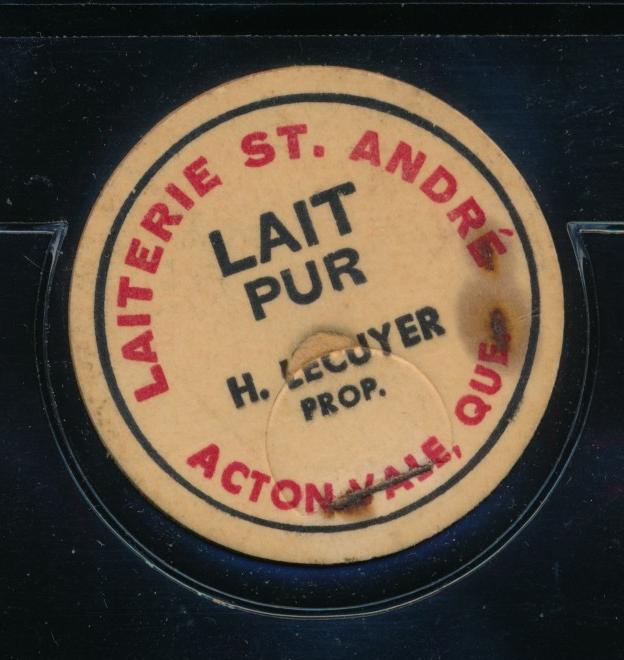 LAITERIE ST. ANDRÉ
LAIT
PUR
H. LECUYER
PROP.
ACTON VALE, QUE.